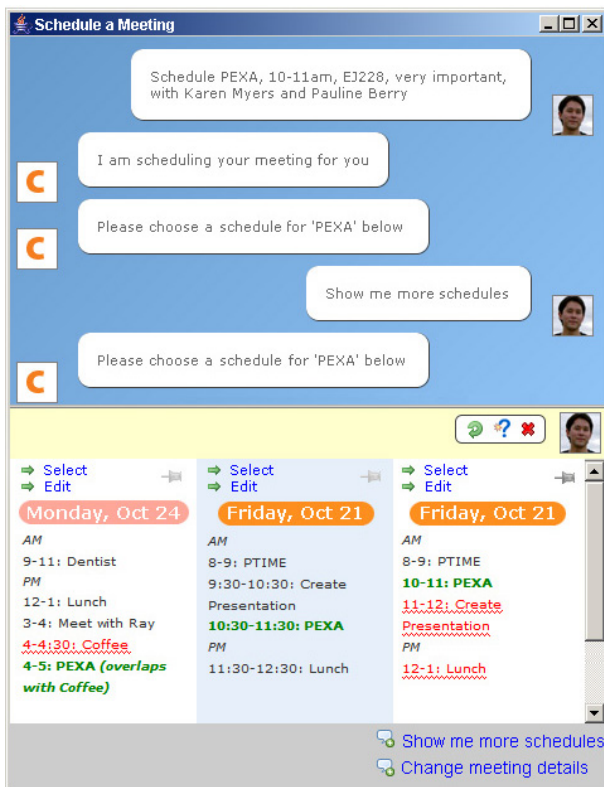 Schedule a Meeting
Schedule PEXA, 10-11am, EJ228, very important,
with Karen Myers and Pauline Berry
C
I am scheduling your meeting for you
C
Please choose a schedule for 'PEXA' below
Show me more schedules
C
Please choose a schedule for 'PEXA' below
Select
Edit
Monday, Oct 24
AM
9-11: Dentist
PM
12-1: Lunch
3-4: Meet with Ray
4-4:30: Coffee
4-5: PEXA (overlaps
with Coffee)
Select
Edit
Friday, Oct 21
AM
8-9: PTIME
9:30-10:30: Create
Presentation
10:30-11:30: PEXA
PM
11:30-12:30: Lunch
Select
Edit
Friday, Oct 21
AM
8-9: PTIME
10-11: PEXA
11-12: Create
Presentation
PM
12-1: Lunch
Show me more schedules
Change meeting details